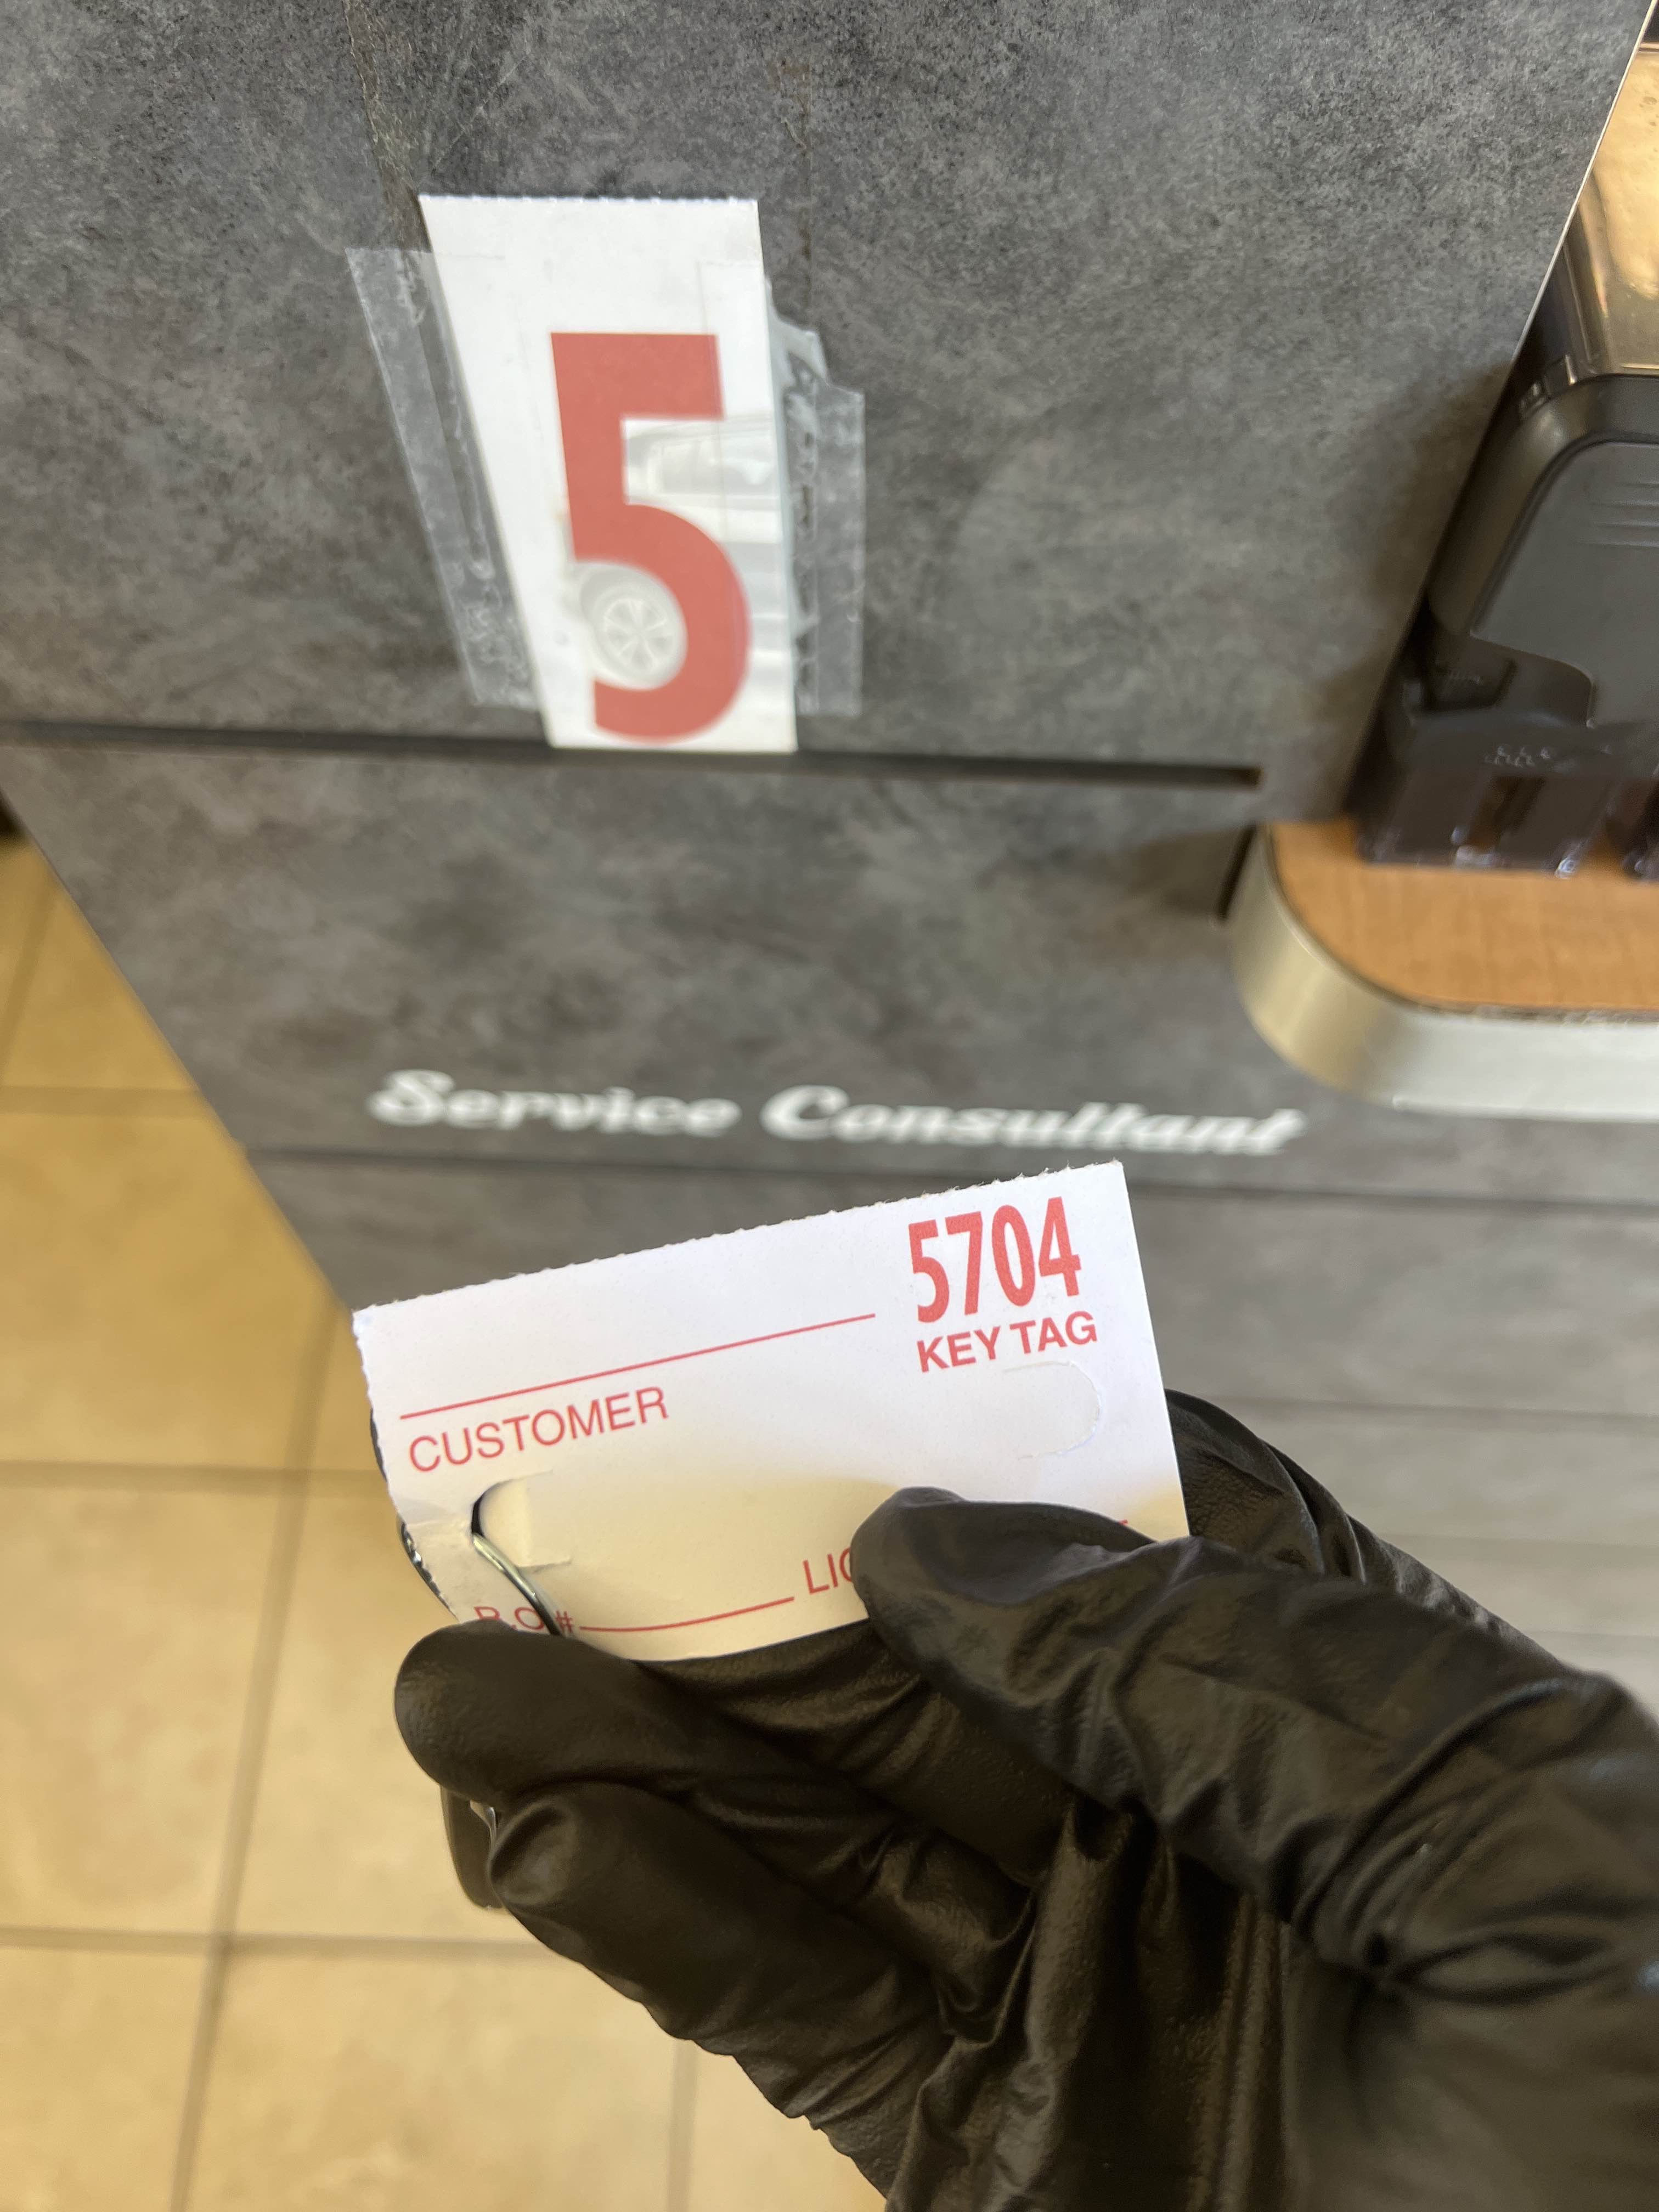 5
Service Consultant
5704
KEY TAG
CUSTOMER
R.O.#